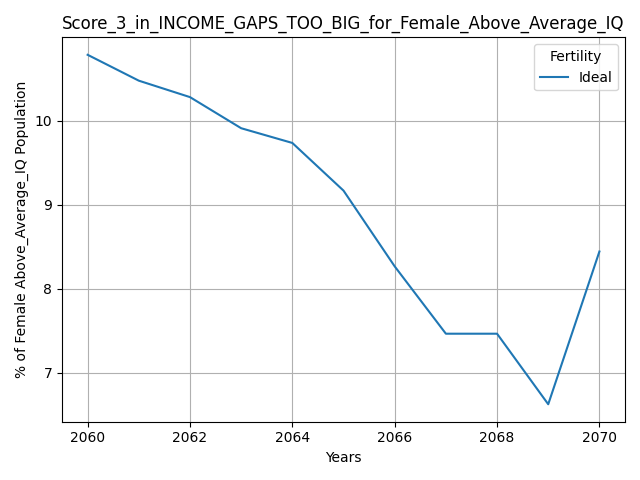 Score_3_in_INCOME_GAPS_TOO_BIG_for_Female_Above_Average_IQ
Fertility
Ideal
% of Female Above_Average_IQ Population
10
9
8
7
2060 2062 2064 2066 2068 2070
Years